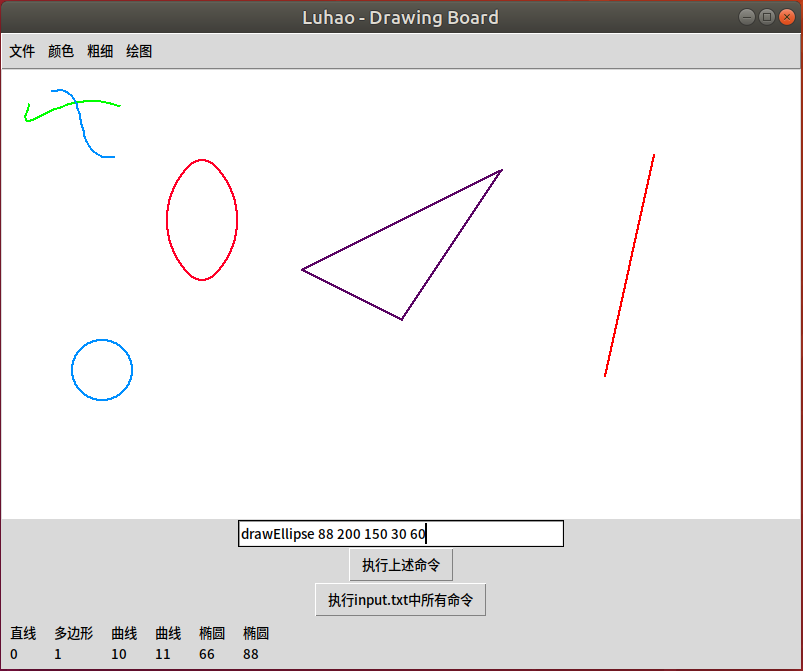 Luhao - Drawing Board
文件 颜色 粗细 绘图
drawEllipse 88 200 150 30 60
执行上述命令
执行input.txt中所有命令
直线 多边形 曲线 曲线 椭圆 椭圆
0 1 10 11 66 88